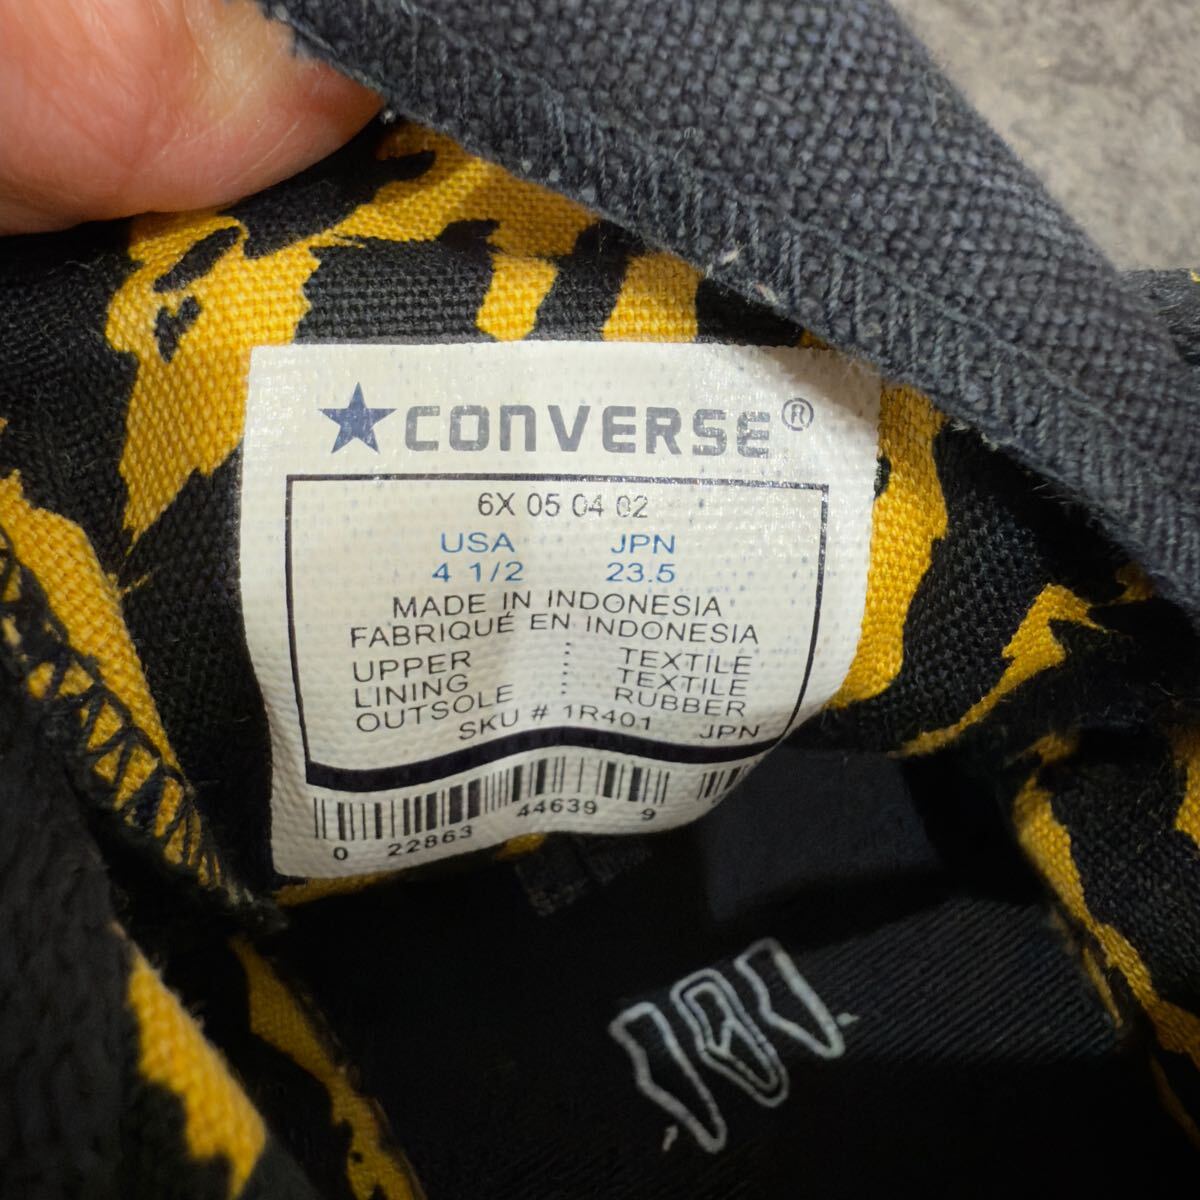 ★CONVERSE®
6X 05 04 02
USA JPN
4 1/2 23.5
MADE IN INDONESIA
FABRIQUÉ EN INDONESIA
UPPER : TEXTILE
LINING : TEXTILE
OUTSOLE : RUBBER
SKU # 1R401 JPN
0 22863 44639 9